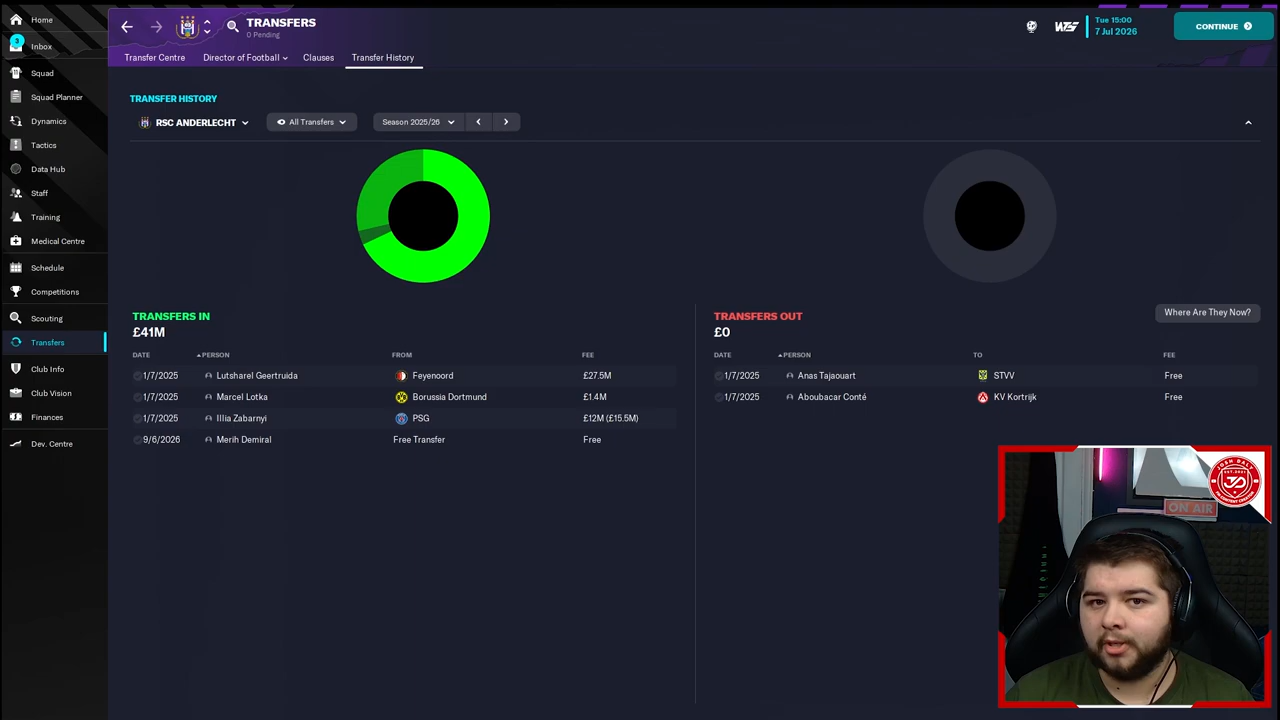 Home
3
Inbox
Squad
Squad Planner
Dynamics
Tactics
Data Hub
Staff
Training
Medical Centre
Schedule
Competitions
Scouting
Transfers
Club Info
Club Vision
Finances
Dev. Centre
TRANSFERS
0 Pending
Tue 15:00
7 Jul 2026
CONTINUE
Transfer Centre
Director of Football
Clauses
Transfer History
TRANSFER HISTORY
RSC ANDERLECHT
All Transfers
Season 2025/26
TRANSFERS IN
£41M
DATE PERSON FROM FEE
1/7/2025 Lutsharel Geertruida Feyenoord £27.5M
1/7/2025 Marcel Lotka Borussia Dortmund £1.4M
1/7/2025 Illia Zabarnyi PSG £12M (£15.5M)
9/6/2026 Merih Demiral Free Transfer Free
TRANSFERS OUT
£0
Where Are They Now?
DATE PERSON TO FEE
1/7/2025 Anas Tajaouart STVV Free
1/7/2025 Aboubacar Conté KV Kortrijk Free
JOSH DALY
JD
ON AIR